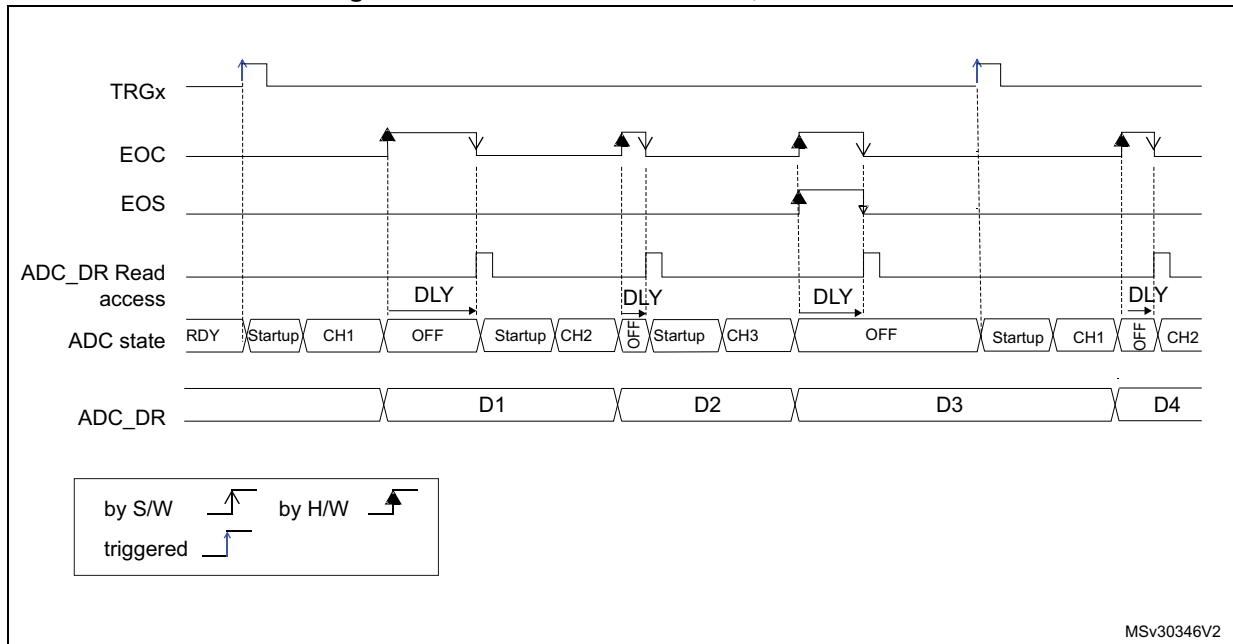 TRGx
EOC
EOS
ADC_DR Read
access
DLY DLY DLY DLY
ADC state RDY Startup CH1 OFF Startup CH2 OFF Startup CH3 OFF Startup CH1 OFF CH2
ADC_DR D1 D2 D3 D4
by S/W by H/W
triggered
MSv30346V2